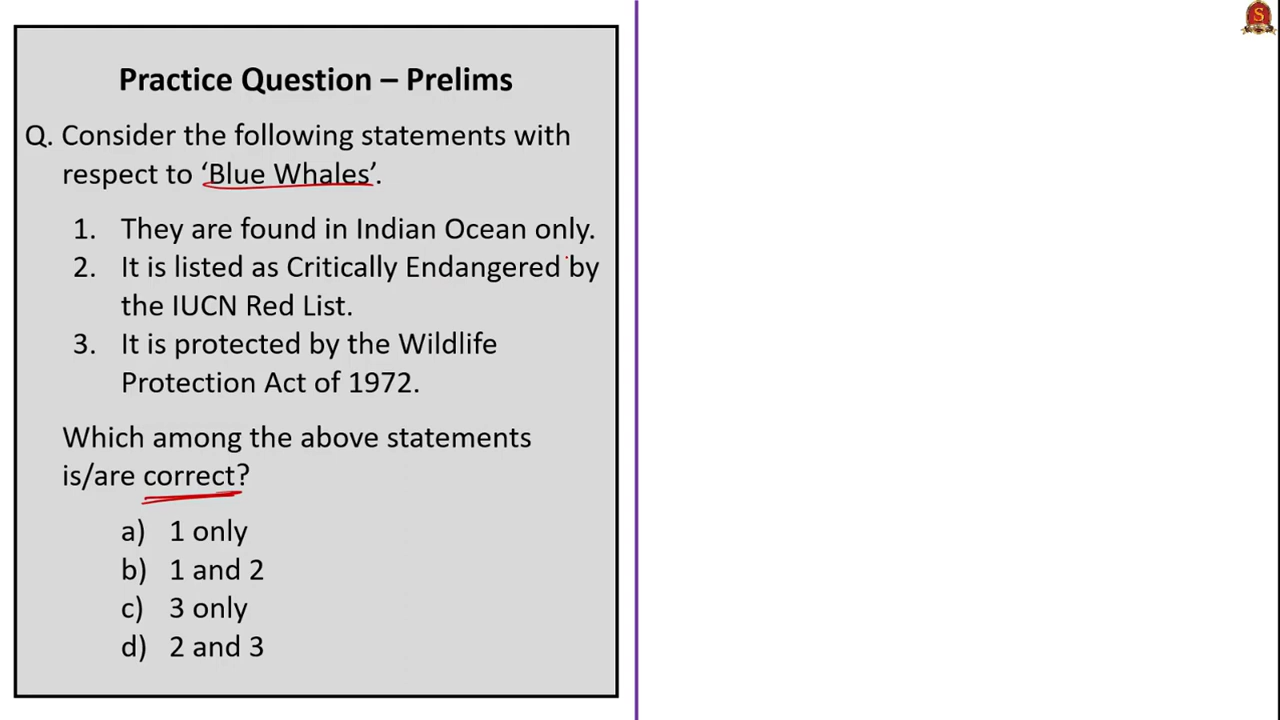 Practice Question – Prelims
Q. Consider the following statements with
respect to ‘Blue Whales’.
1. They are found in Indian Ocean only.
2. It is listed as Critically Endangered by
the IUCN Red List.
3. It is protected by the Wildlife
Protection Act of 1972.
Which among the above statements
is/are correct?
a) 1 only
b) 1 and 2
c) 3 only
d) 2 and 3
S